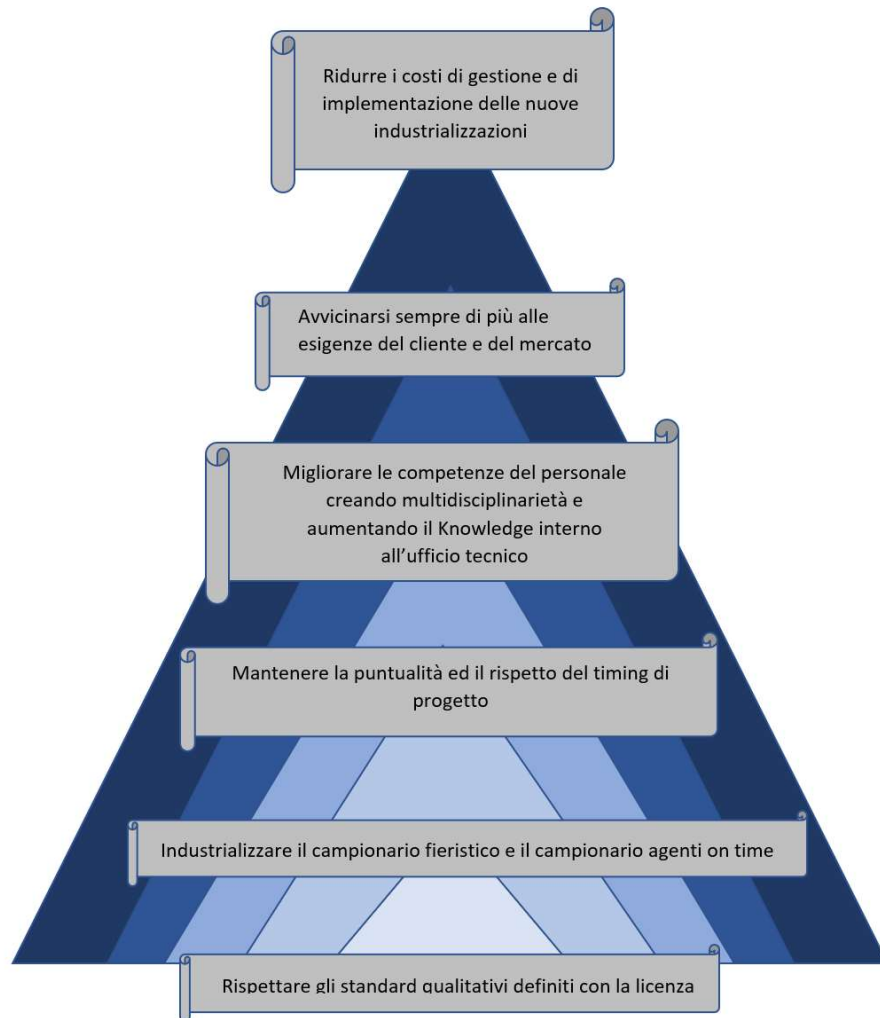 Ridurre i costi di gestione e di
implementazione delle nuove
industrializzazioni
Avvicinarsi sempre di più alle
esigenze del cliente e del mercato
Migliorare le competenze del personale
creando multidisciplinarietà e
aumentando il Knowledge interno
all'ufficio tecnico
Mantenere la puntualità ed il rispetto del timing di
progetto
Industrializzare il campionario fieristico e il campionario agenti on time
Rispettare gli standard qualitativi definiti con la licenza